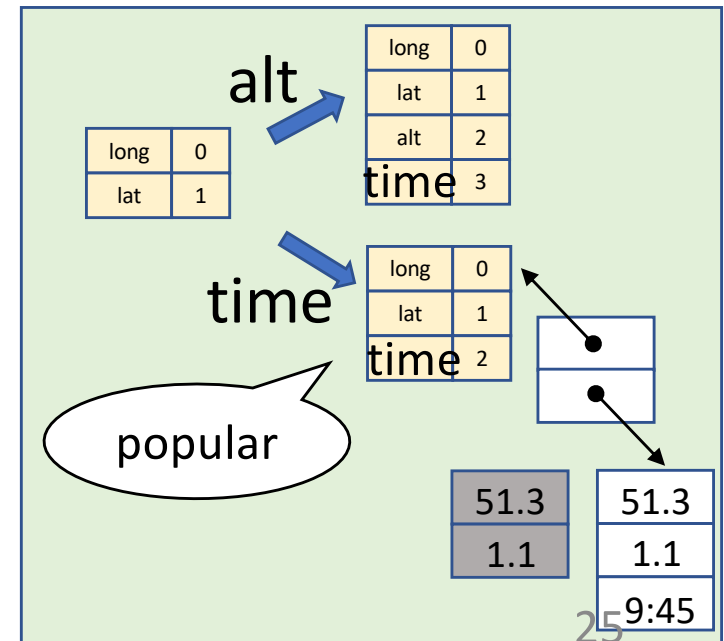 alt
long 0
lat 1
alt 2
time 3
long 0
lat 1
time
long 0
lat 1
time 2
popular
51.3
1.1
51.3
1.1
9:45
25